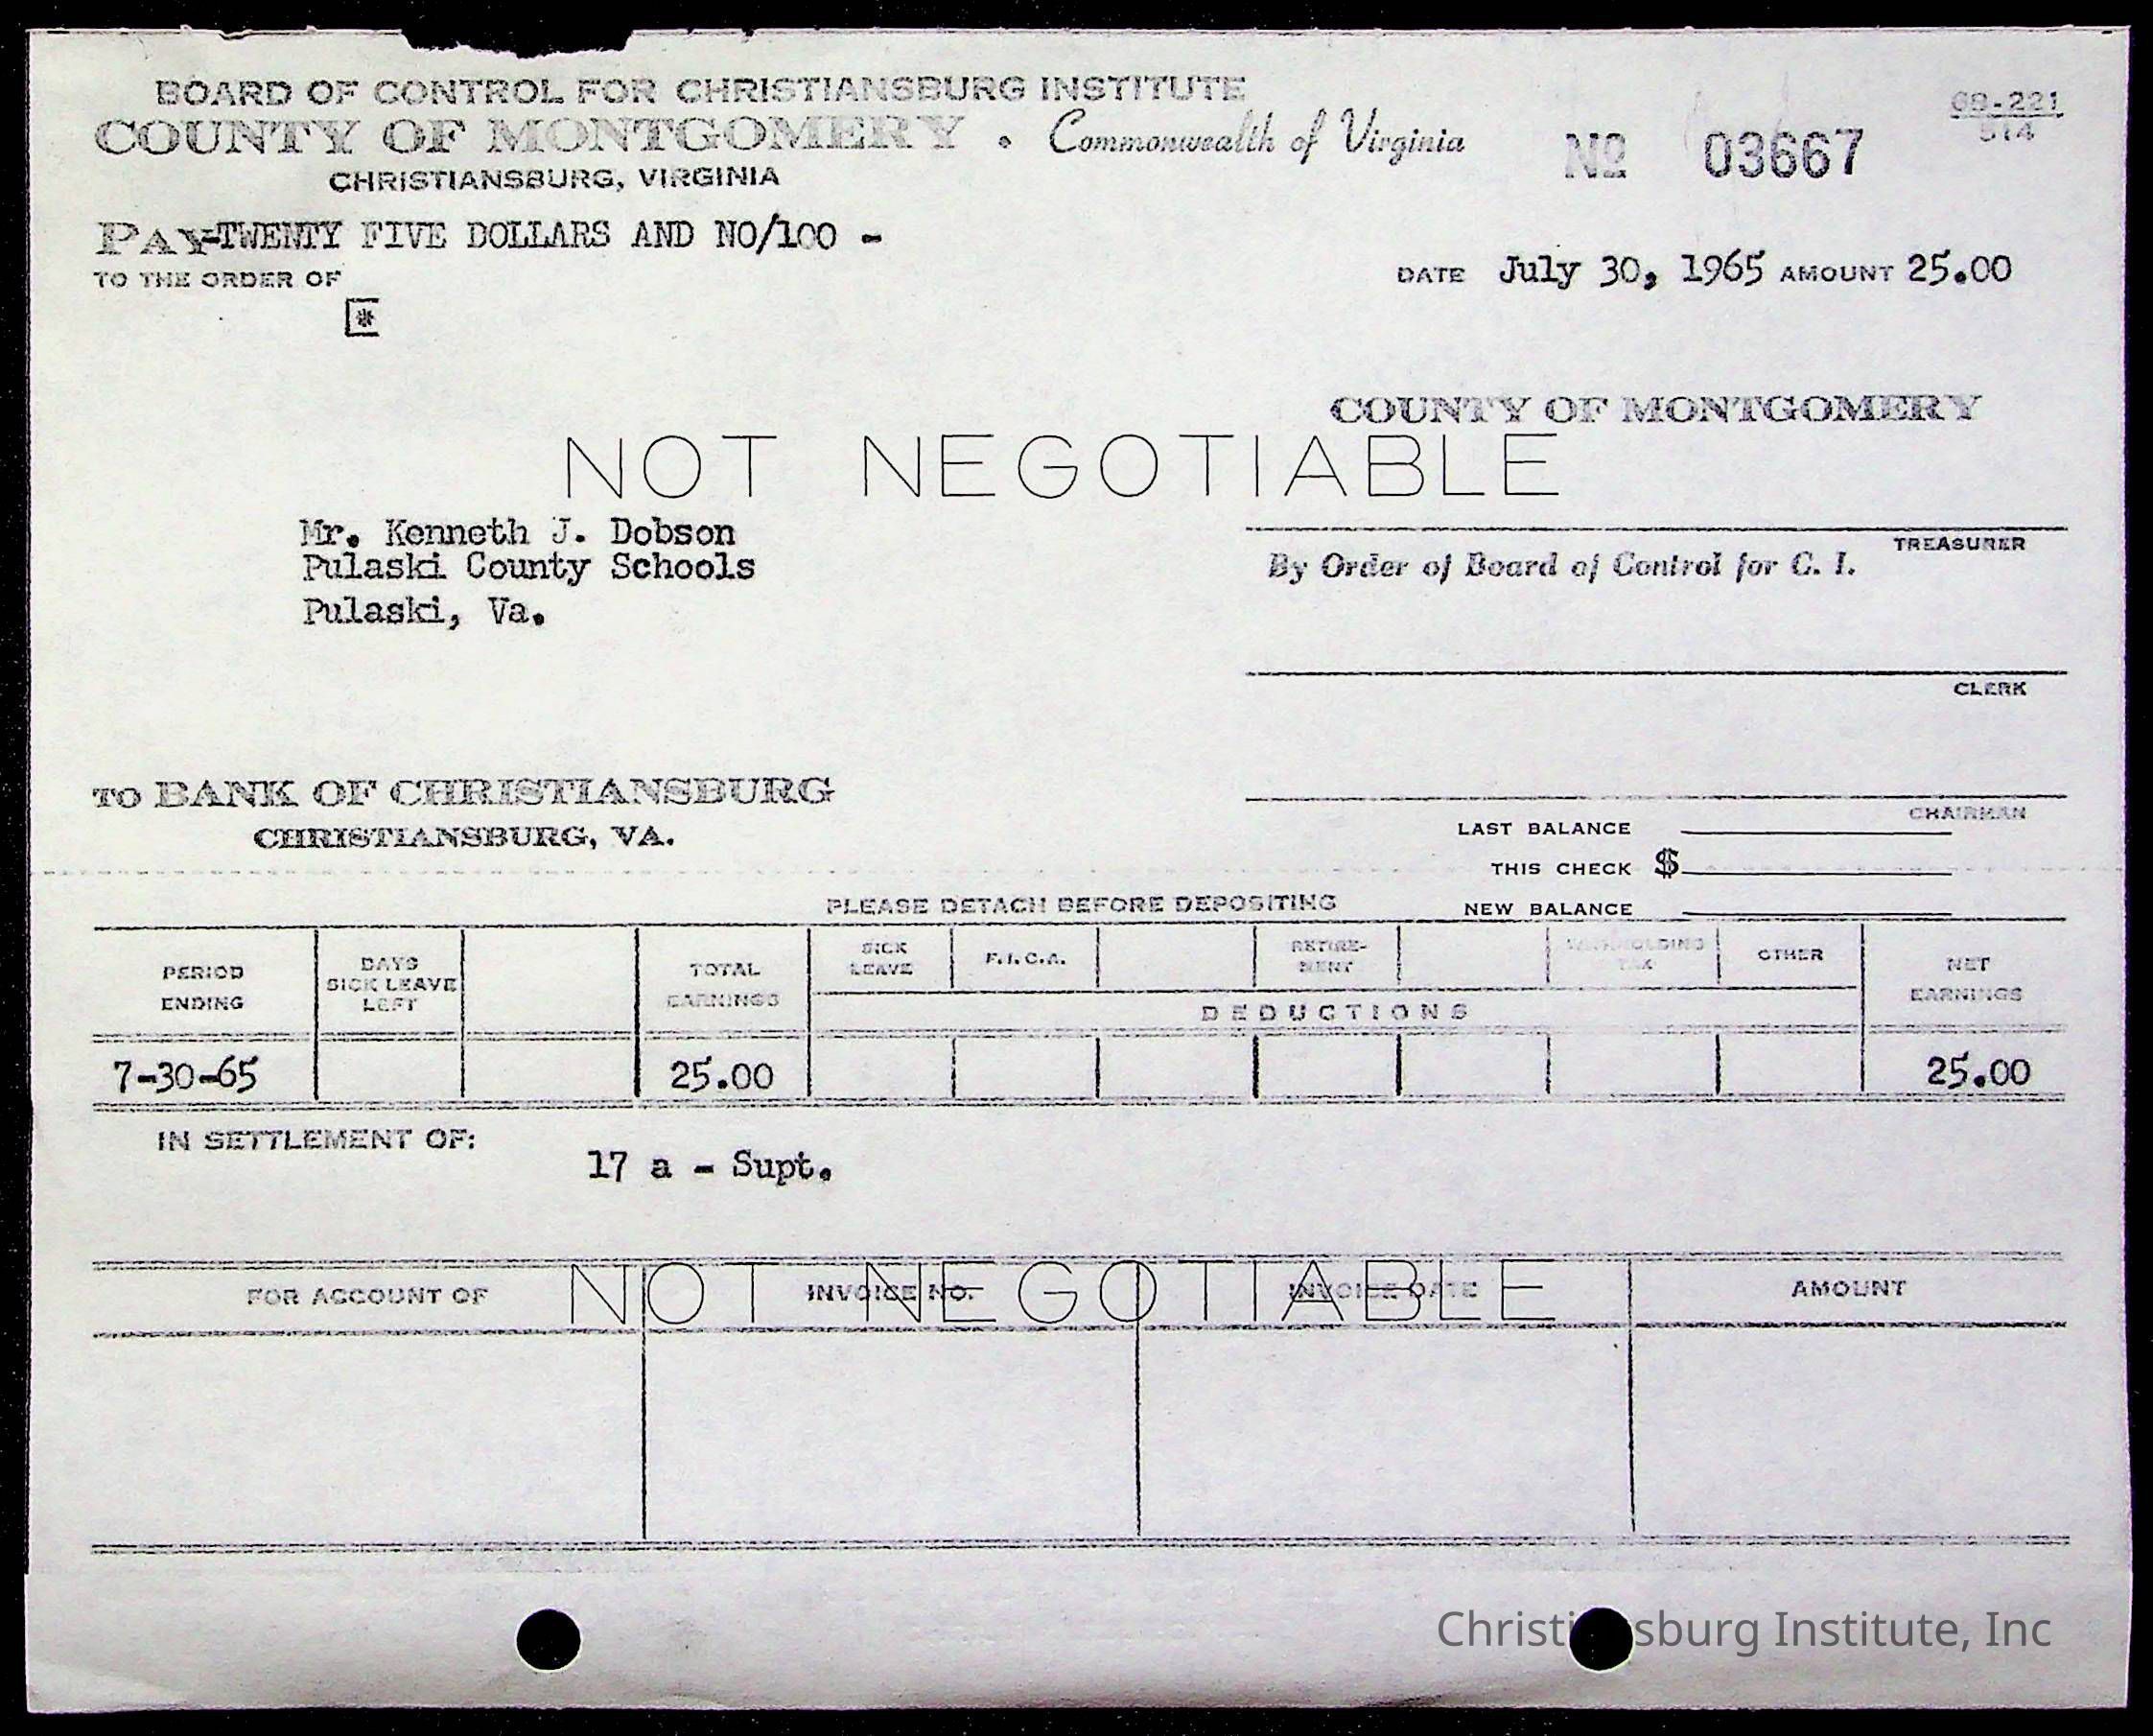 BOARD OF CONTROL FOR CHRISTIANSBURG INSTITUTE
COUNTY OF MONTGOMERY • Commonwealth of Virginia
CHRISTIANSBURG, VIRGINIA
No 03667
68-221
514
PAY -TWENTY FIVE DOLLARS AND NO/100 -
TO THE ORDER OF
DATE July 30, 1965 AMOUNT 25.00
*
COUNTY OF MONTGOMERY
NOT NEGOTIABLE
Mr. Kenneth J. Dobson
Pulaski County Schools
Pulaski, Va.
TREASURER
By Order of Board of Control for C. I.
CLERK
TO BANK OF CHRISTIANSBURG
CHRISTIANSBURG, VA.
CHAIRMAN
LAST BALANCE
THIS CHECK $
NEW BALANCE
PLEASE DETACH BEFORE DEPOSITING
PERIOD ENDING
DAYS SICK LEAVE LEFT
TOTAL EARNINGS
SICK LEAVE
F.I.C.A.
RETIRE-MENT
WITHHOLDING TAX
OTHER
NET EARNINGS
DEDUCTIONS
7-30-65 25.00 25.00
IN SETTLEMENT OF:
17 a - Supt.
NOT NEGOTIABLE
FOR ACCOUNT OF INVOICE NO. INVOICE DATE AMOUNT
Christi sburg Institute, Inc